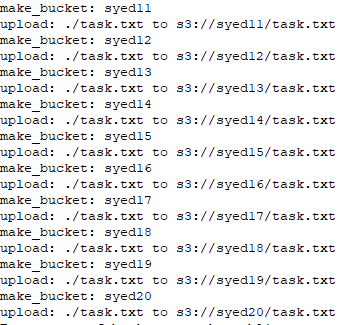 make_bucket: syed11
upload: ./task.txt to s3://syed11/task.txt
make_bucket: syed12
upload: ./task.txt to s3://syed12/task.txt
make_bucket: syed13
upload: ./task.txt to s3://syed13/task.txt
make_bucket: syed14
upload: ./task.txt to s3://syed14/task.txt
make_bucket: syed15
upload: ./task.txt to s3://syed15/task.txt
make_bucket: syed16
upload: ./task.txt to s3://syed16/task.txt
make_bucket: syed17
upload: ./task.txt to s3://syed17/task.txt
make_bucket: syed18
upload: ./task.txt to s3://syed18/task.txt
make_bucket: syed19
upload: ./task.txt to s3://syed19/task.txt
make_bucket: syed20
upload: ./task.txt to s3://syed20/task.txt